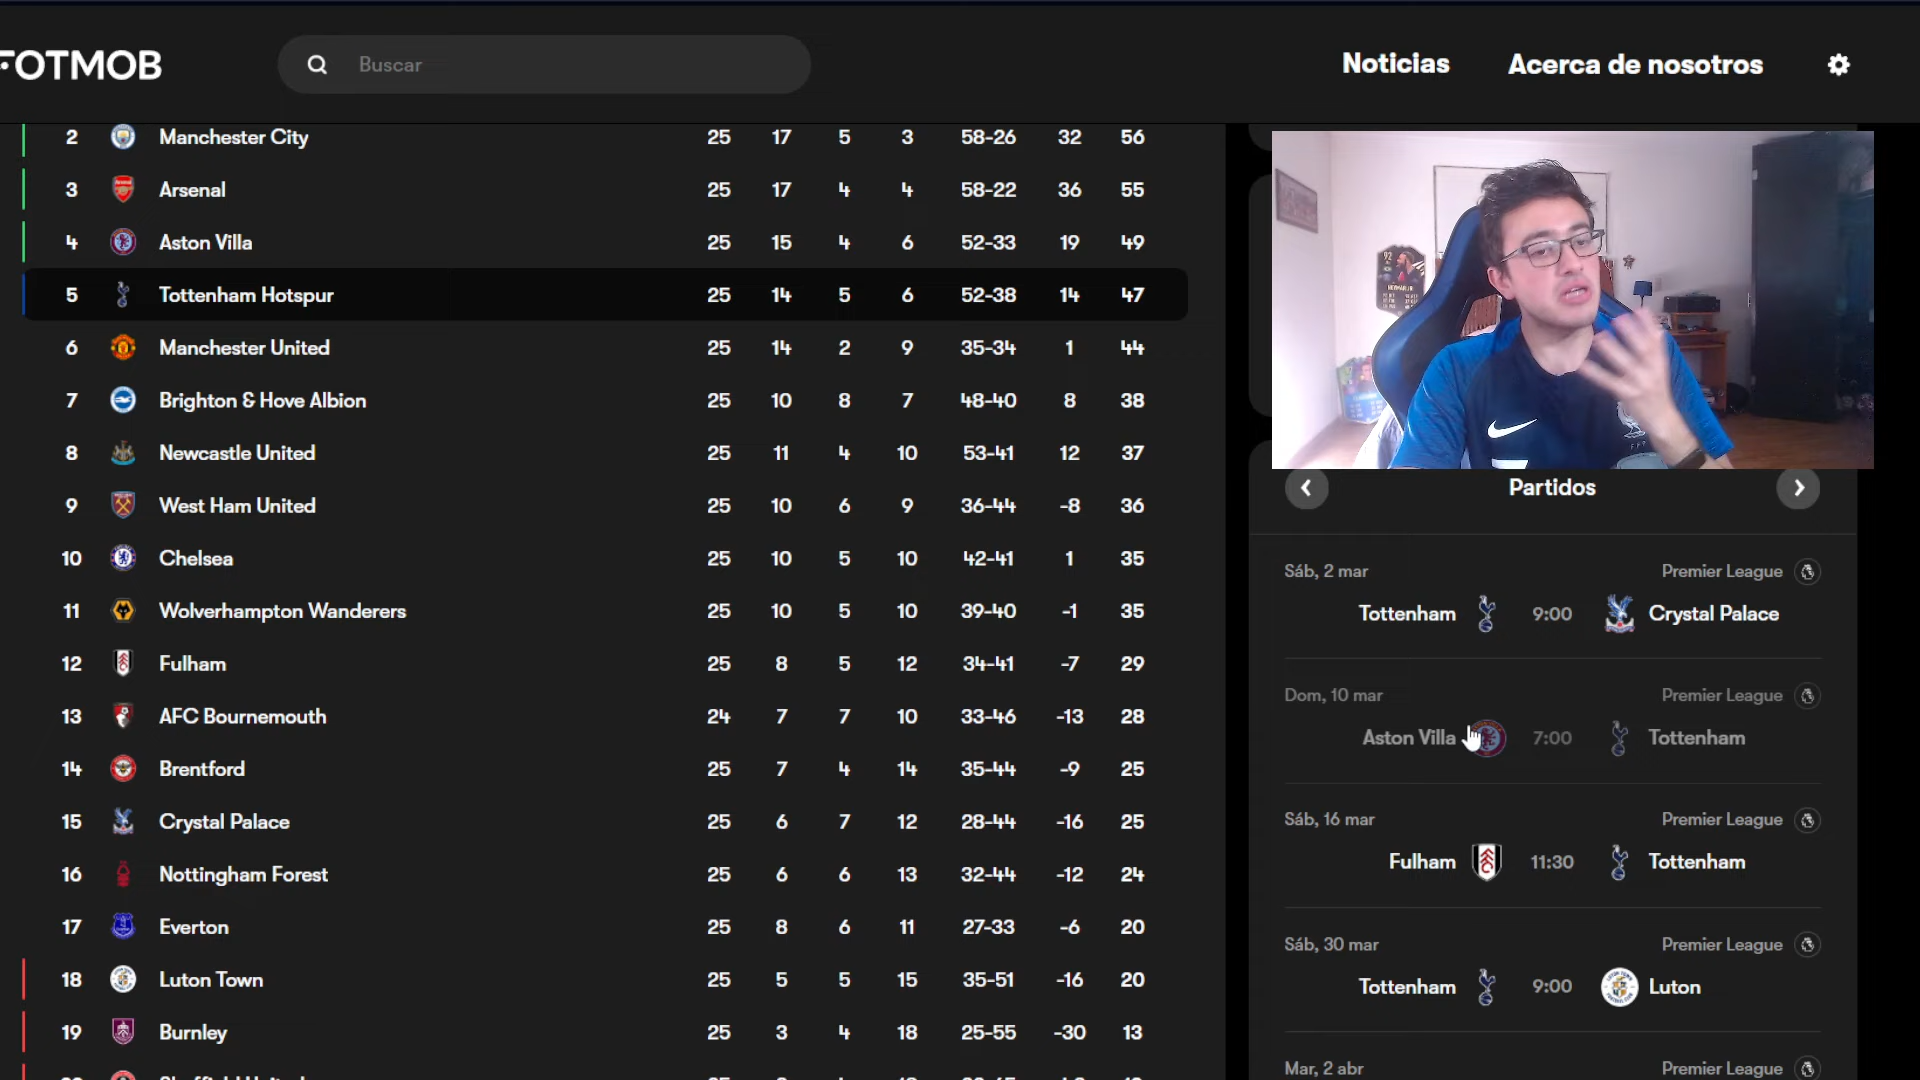 FOTMOB
Buscar
Noticias
Acerca de nosotros
2 Manchester City 25 17 5 3 58-26 32 56
3 Arsenal 25 17 4 4 58-22 36 55
4 Aston Villa 25 15 4 6 52-33 19 49
5 Tottenham Hotspur 25 14 5 6 52-38 14 47
6 Manchester United 25 14 2 9 35-34 1 44
7 Brighton & Hove Albion 25 10 8 7 48-40 8 38
8 Newcastle United 25 11 4 10 53-41 12 37
9 West Ham United 25 10 6 9 36-44 -8 36
10 Chelsea 25 10 5 10 42-41 1 35
11 Wolverhampton Wanderers 25 10 5 10 39-40 -1 35
12 Fulham 25 8 5 12 34-41 -7 29
13 AFC Bournemouth 24 7 7 10 33-46 -13 28
14 Brentford 25 7 4 14 35-44 -9 25
15 Crystal Palace 25 6 7 12 28-44 -16 25
16 Nottingham Forest 25 6 6 13 32-44 -12 24
17 Everton 25 8 6 11 27-33 -6 20
18 Luton Town 25 5 5 15 35-51 -16 20
19 Burnley 25 3 4 18 25-55 -30 13
92
NEYMAR JR
Partidos
Sáb, 2 mar Premier League
Tottenham 9:00 Crystal Palace
Dom, 10 mar Premier League
Aston Villa 7:00 Tottenham
Sáb, 16 mar Premier League
Fulham 11:30 Tottenham
Sáb, 30 mar Premier League
Tottenham 9:00 Luton
Mar, 2 abr Premier League